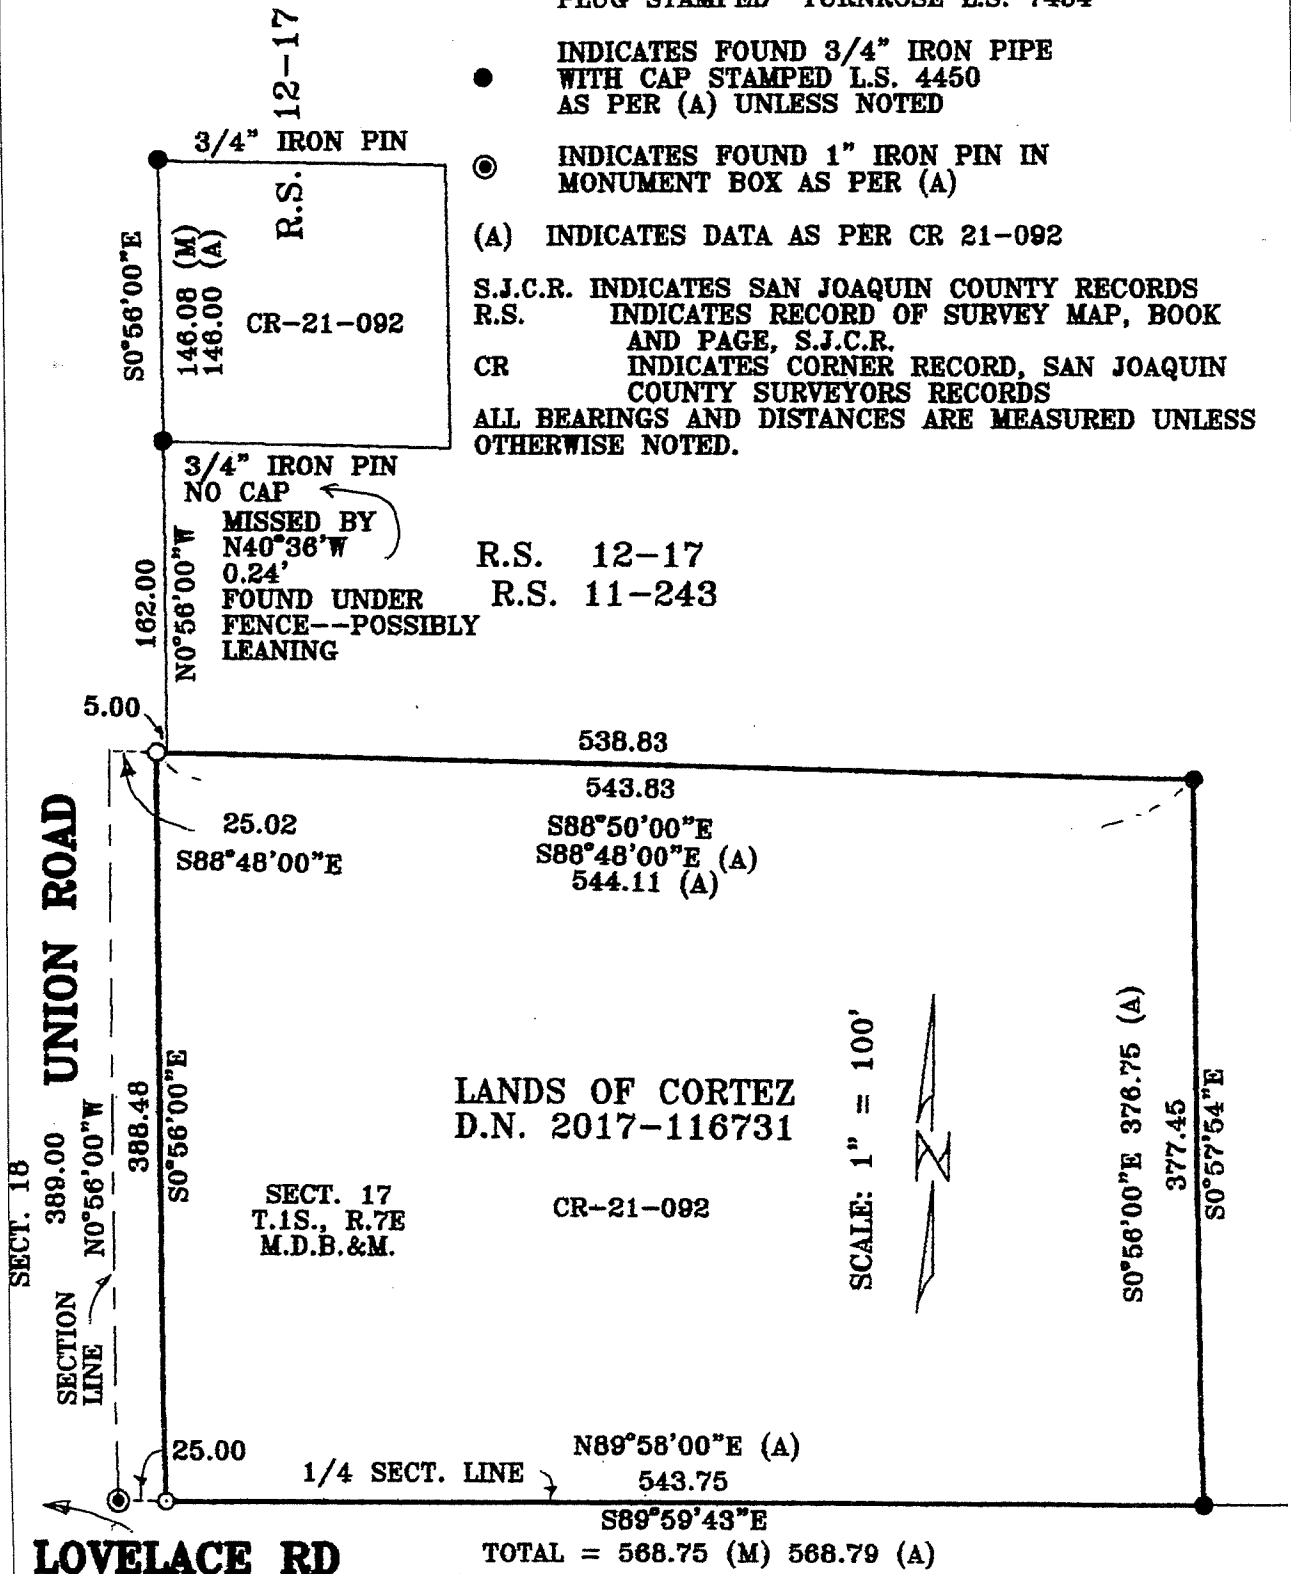 PLUG STAMPED "TURNROSE L.S. 7454"
INDICATES FOUND 3/4" IRON PIPE
WITH CAP STAMPED L.S. 4450
AS PER (A) UNLESS NOTED
INDICATES FOUND 1" IRON PIN IN
MONUMENT BOX AS PER (A)
(A) INDICATES DATA AS PER CR 21-092
S.J.C.R. INDICATES SAN JOAQUIN COUNTY RECORDS
R.S. INDICATES RECORD OF SURVEY MAP, BOOK
AND PAGE, S.J.C.R.
CR INDICATES CORNER RECORD, SAN JOAQUIN
COUNTY SURVEYORS RECORDS
ALL BEARINGS AND DISTANCES ARE MEASURED UNLESS
OTHERWISE NOTED.
R.S. 12-17
3/4" IRON PIN
S0°56'00"E
146.08 (M)
146.00 (A)
CR-21-092
3/4" IRON PIN
NO CAP
MISSED BY
N40°36'W
0.24'
FOUND UNDER
FENCE--POSSIBLY
LEANING
162.00
N0°56'00"W
R.S. 12-17
R.S. 11-243
5.00
538.83
543.83
S88°50'00"E
S88°48'00"E (A)
544.11 (A)
25.02
S88°48'00"E
UNION ROAD
SECT. 18
389.00
N0°56'00"W
388.48
S0°56'00"E
SECTION
LINE
LANDS OF CORTEZ
D.N. 2017-116731
SECT. 17
T.1S., R.7E
M.D.B.&M.
CR-21-092
SCALE: 1" = 100'
N
S0°56'00"E 376.75 (A)
377.45
S0°57'54"E
25.00
1/4 SECT. LINE
N89°58'00"E (A)
543.75
S89°59'43"E
TOTAL = 568.75 (M) 568.79 (A)
LOVELACE RD